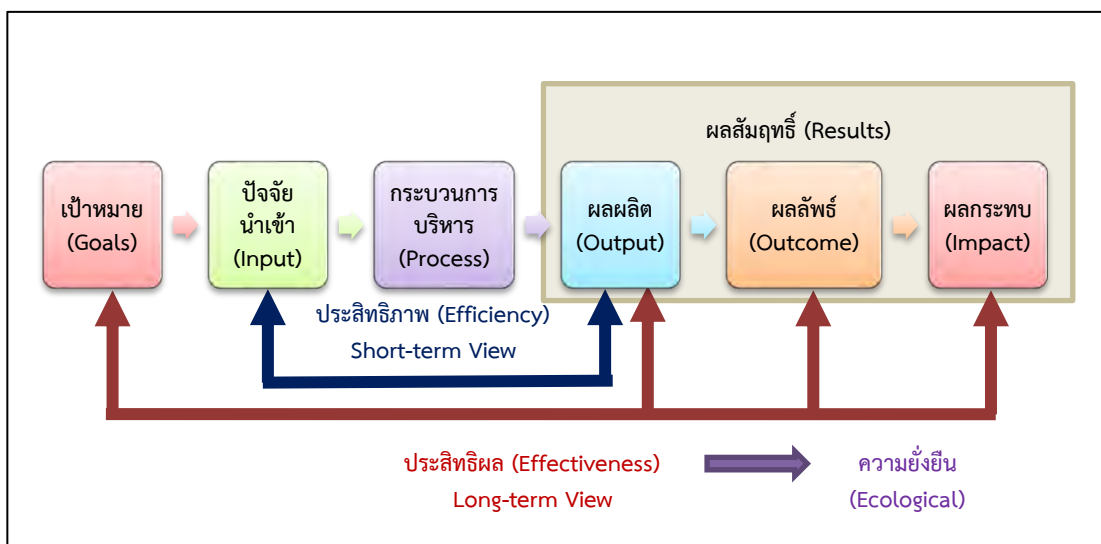 ผลสัมฤทธิ์ (Results)
เป้าหมาย
(Goals)
ปัจจัย
นำเข้า
(Input)
กระบวนการ
บริหาร
(Process)
ผลผลิต
(Output)
ผลลัพธ์
(Outcome)
ผลกระทบ
(Impact)
ประสิทธิภาพ (Efficiency)
Short-term View
ประสิทธิผล (Effectiveness)
Long-term View
ความยั่งยืน
(Ecological)